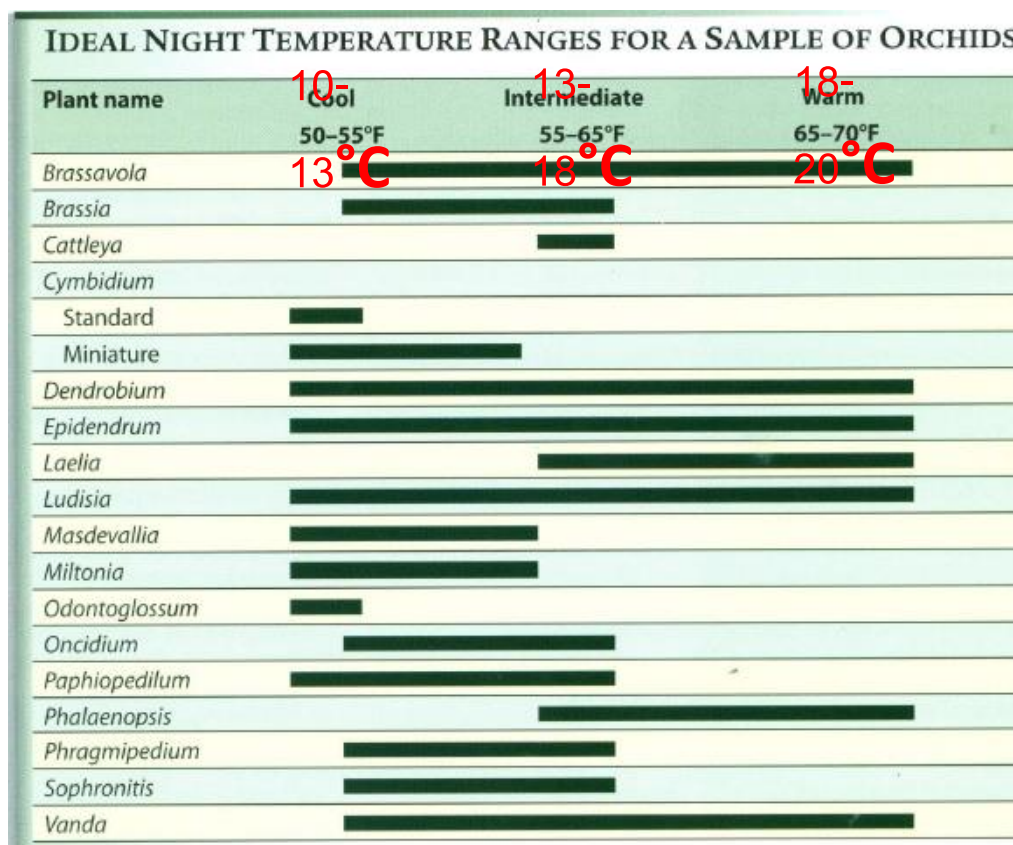 IDEAL NIGHT TEMPERATURE RANGES FOR A SAMPLE OF ORCHIDS
Plant name Cool Intermediate Warm
10- 13- 18-
50–55°F 55–65°F 65–70°F
13°C 18°C 20°C
Brassavola
Brassia
Cattleya
Cymbidium
Standard
Miniature
Dendrobium
Epidendrum
Laelia
Ludisia
Masdevallia
Miltonia
Odontoglossum
Oncidium
Paphiopedilum
Phalaenopsis
Phragmipedium
Sophronitis
Vanda